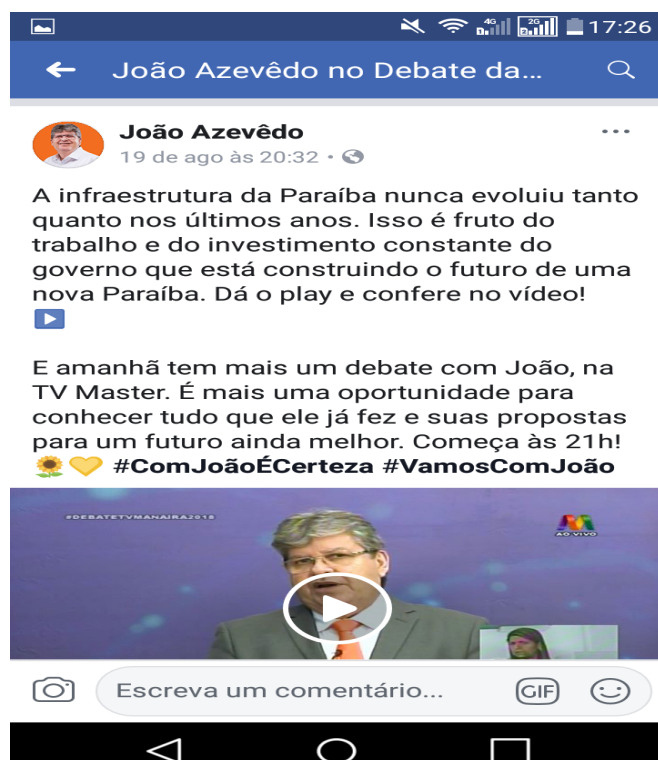 4G
2G
17:26
João Azevêdo no Debate da...
João Azevêdo
19 de ago às 20:32
A infraestrutura da Paraíba nunca evoluiu tanto
quanto nos últimos anos. Isso é fruto do
trabalho e do investimento constante do
governo que está construindo o futuro de uma
nova Paraíba. Dá o play e confere no vídeo!
E amanhã tem mais um debate com João, na
TV Master. É mais uma oportunidade para
conhecer tudo que ele já fez e suas propostas
para um futuro ainda melhor. Começa às 21h!
#ComJoãoÉCerteza #VamosComJoão
#DEBATETVMANAIRA2018
AO VIVO
Escreva um comentário...
GIF